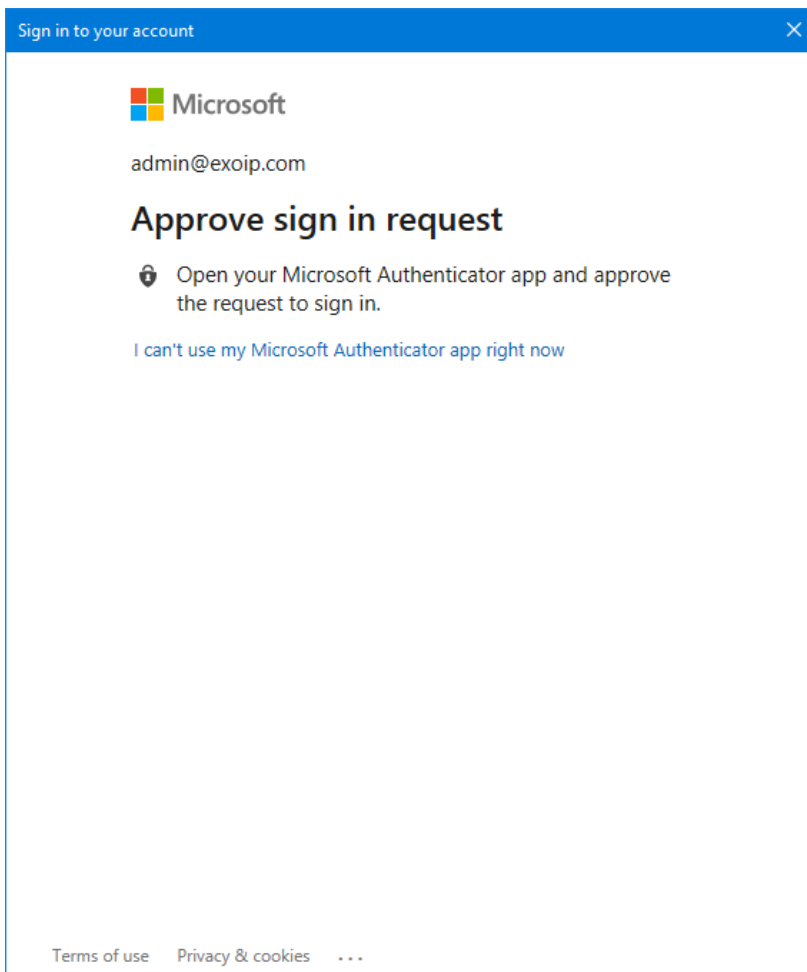 Sign in to your account
Microsoft
admin@exoip.com
Approve sign in request
Open your Microsoft Authenticator app and approve
the request to sign in.
I can't use my Microsoft Authenticator app right now
Terms of use Privacy & cookies ...